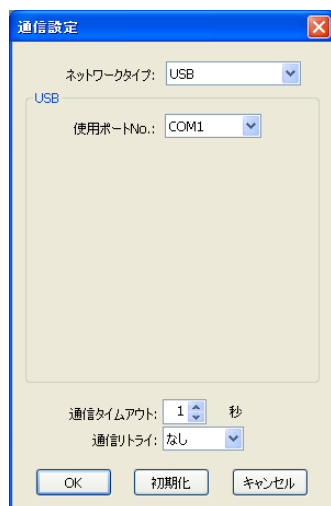 通信設定
ネットワークタイプ: USB
USB
使用ポートNo.: COM1
通信タイムアウト: 1 秒
通信リトライ: なし
OK 初期化 キャンセル